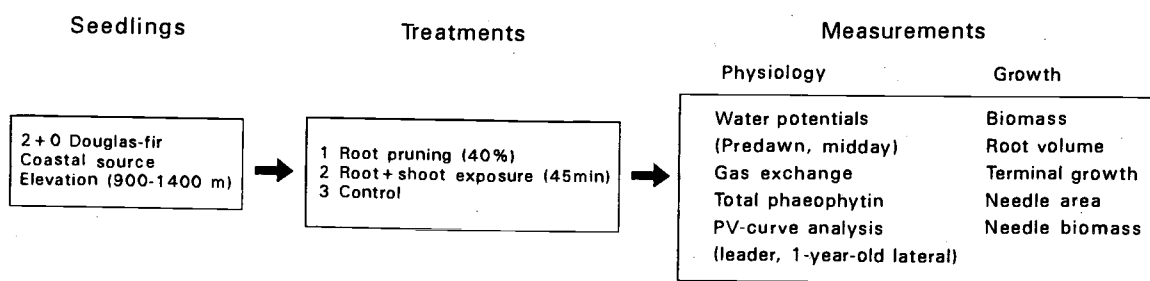 Seedlings
Treatments
Measurements
Physiology
Growth
2+0 Douglas-fir
Coastal source
Elevation (900-1400 m)
1 Root pruning (40%)
2 Root+shoot exposure (45min)
3 Control
Water potentials
(Predawn, midday)
Gas exchange
Total phaeophytin
PV-curve analysis
(leader, 1-year-old lateral)
Biomass
Root volume
Terminal growth
Needle area
Needle biomass